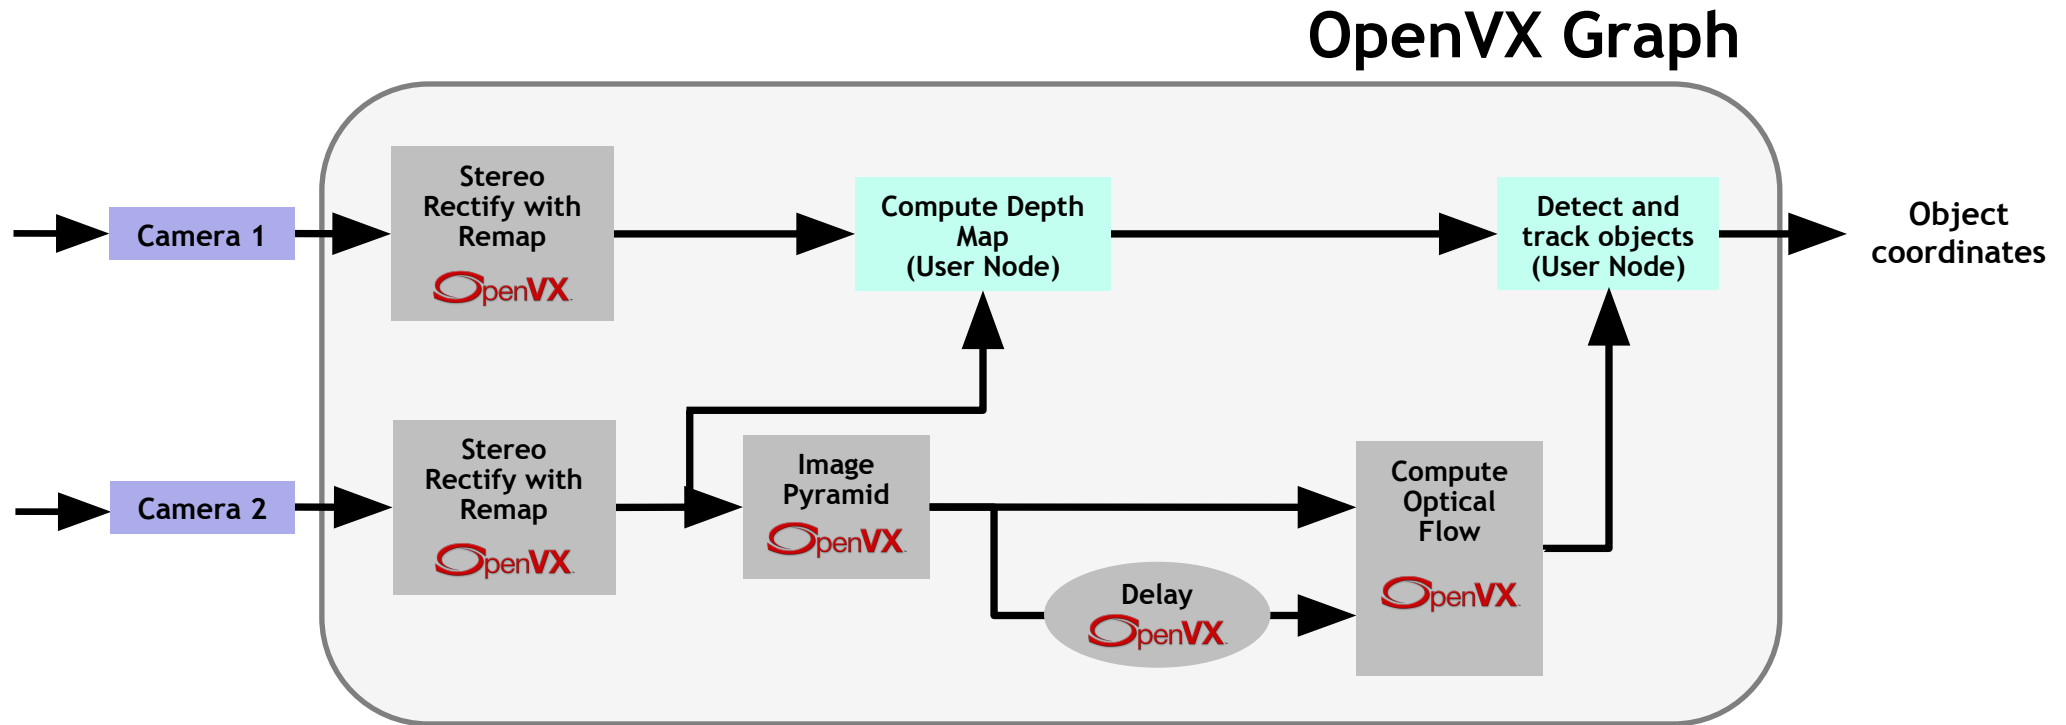 OpenVX Graph
Camera 1
Stereo
Rectify with
Remap
OpenVX
Compute Depth
Map
(User Node)
Detect and
track objects
(User Node)
Object
coordinates
Camera 2
Stereo
Rectify with
Remap
OpenVX
Image
Pyramid
OpenVX
Delay
OpenVX
Compute
Optical
Flow
OpenVX